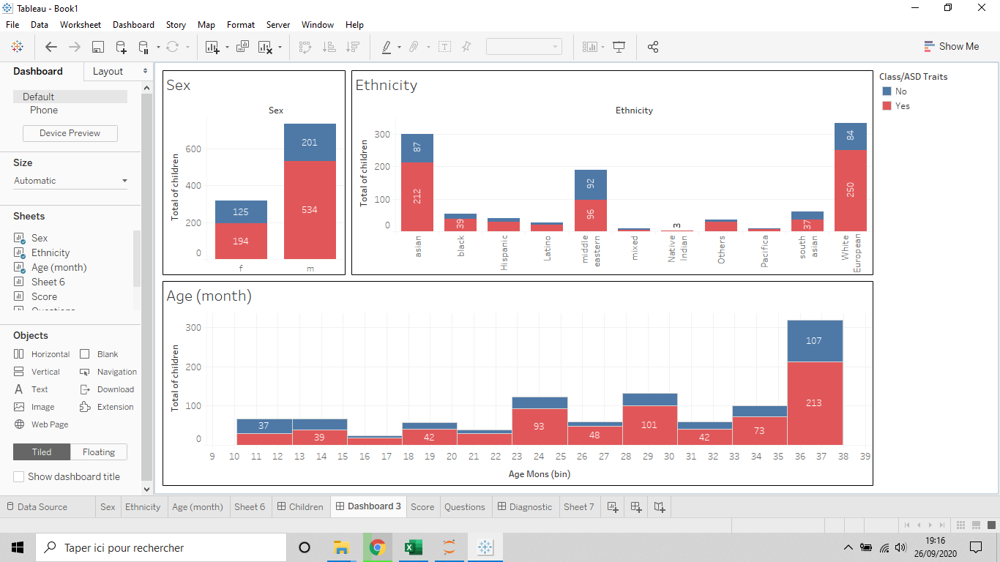 Tableau - Book1
File Data Worksheet Dashboard Story Map Format Server Window Help
Show Me
Dashboard Layout
Default
Phone
Device Preview
Size
Automatic
Sheets
Sex
Ethnicity
Age (month)
Sheet 6
Score
Objects
Horizontal Blank
Vertical Navigation
Text Download
Image Extension
Web Page
Tiled Floating
Show dashboard title
Sex
Sex
Total of children
600
400
200
0
201
534
125
194
f m
Ethnicity
Ethnicity
Total of children
300
200
100
0
87
212
39
92
96
3
37
84
250
asian
black
Hispanic
Latino
middle
eastern
mixed
Native
Indian
Others
Pacifica
south
asian
White
European
Class/ASD Traits
No
Yes
Age (month)
Total of children
300
200
100
0
37
39
42
93
48
101
42
73
107
213
9 10 11 12 13 14 15 16 17 18 19 20 21 22 23 24 25 26 27 28 29 30 31 32 33 34 35 36 37 38 39
Age Mons (bin)
Data Source Sex Ethnicity Age (month) Sheet 6 Children Dashboard 3 Score Questions Diagnostic Sheet 7
Taper ici pour rechercher
19:16
26/09/2020